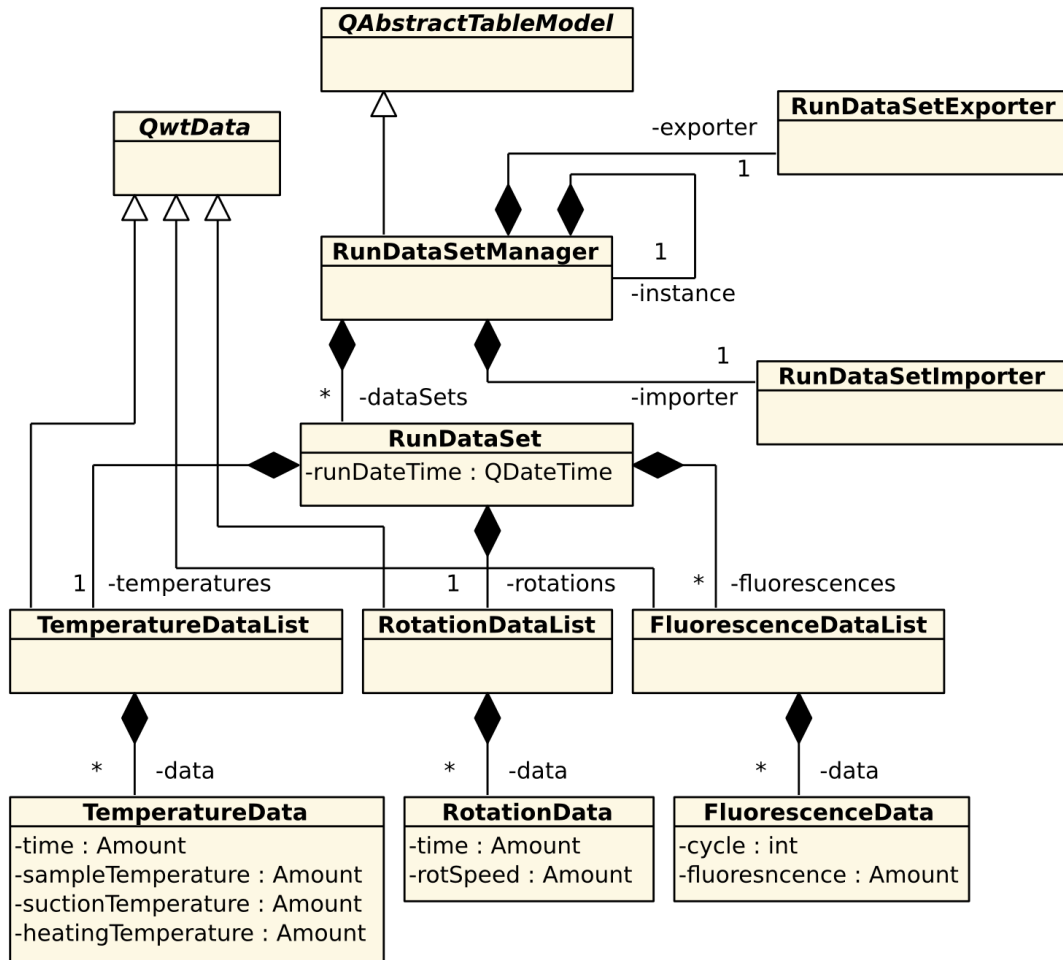 QAbstractTableModel
RunDataSetExporter
-exporter
1
QwtData
RunDataSetManager
1
-instance
1
RunDataSetImporter
* -dataSets
-importer
RunDataSet
-runDateTime : QDateTime
1 -temperatures
1 -rotations
* -fluorescences
TemperatureDataList
RotationDataList
FluorescenceDataList
* -data
* -data
* -data
TemperatureData
-time : Amount
-sampleTemperature : Amount
-suctionTemperature : Amount
-heatingTemperature : Amount
RotationData
-time : Amount
-rotSpeed : Amount
FluorescenceData
-cycle : int
-fluoresncence : Amount